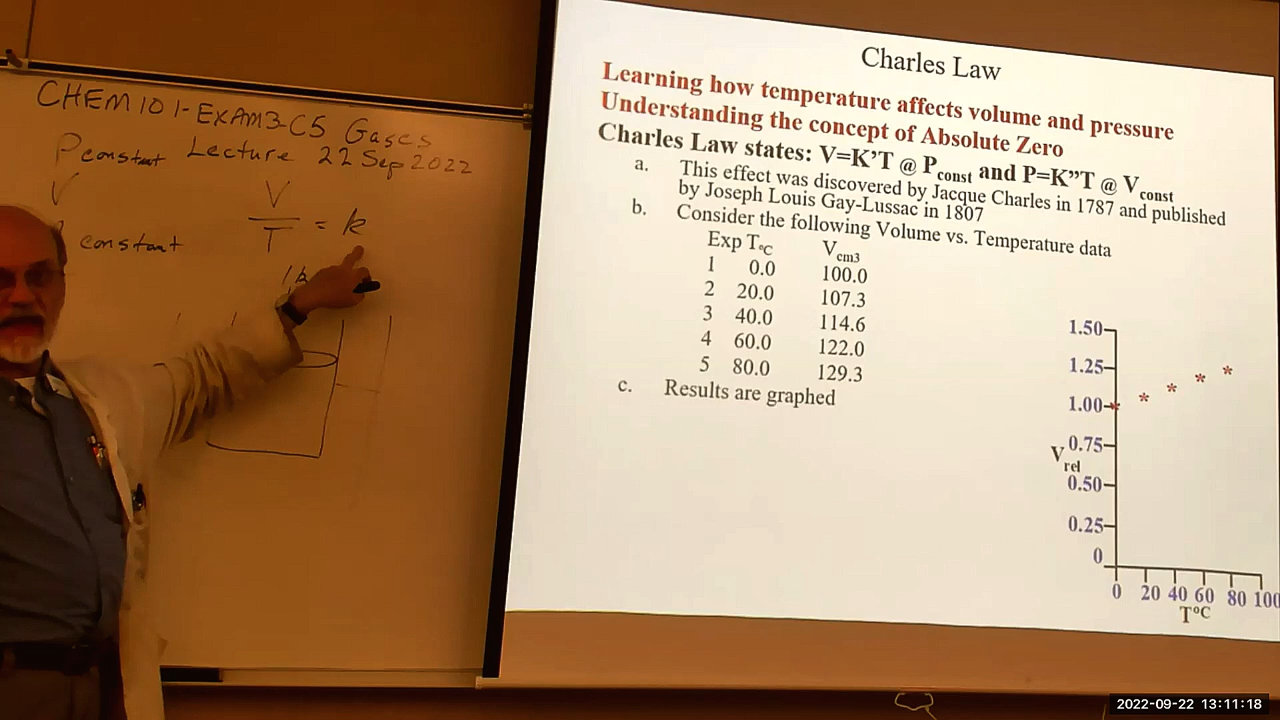 CHEM 101-EXAM3-C5 Gases
Pconstant Lecture 22 Sep 2022
V
V
T = k
constant
Charles Law
Learning how temperature affects volume and pressure
Understanding the concept of Absolute Zero
Charles Law states: V=K’T @ Pconst and P=K”T @ Vconst
a. This effect was discovered by Jacque Charles in 1787 and published
by Joseph Louis Gay-Lussac in 1807
b. Consider the following Volume vs. Temperature data
Exp T°C Vcm3
1 0.0 100.0
2 20.0 107.3
3 40.0 114.6
4 60.0 122.0
5 80.0 129.3
c. Results are graphed
1.50
1.25
1.00
0.75
Vrel
0.50
0.25
0
0 20 40 60 80 100
T°C
2022-09-22 13:11:18